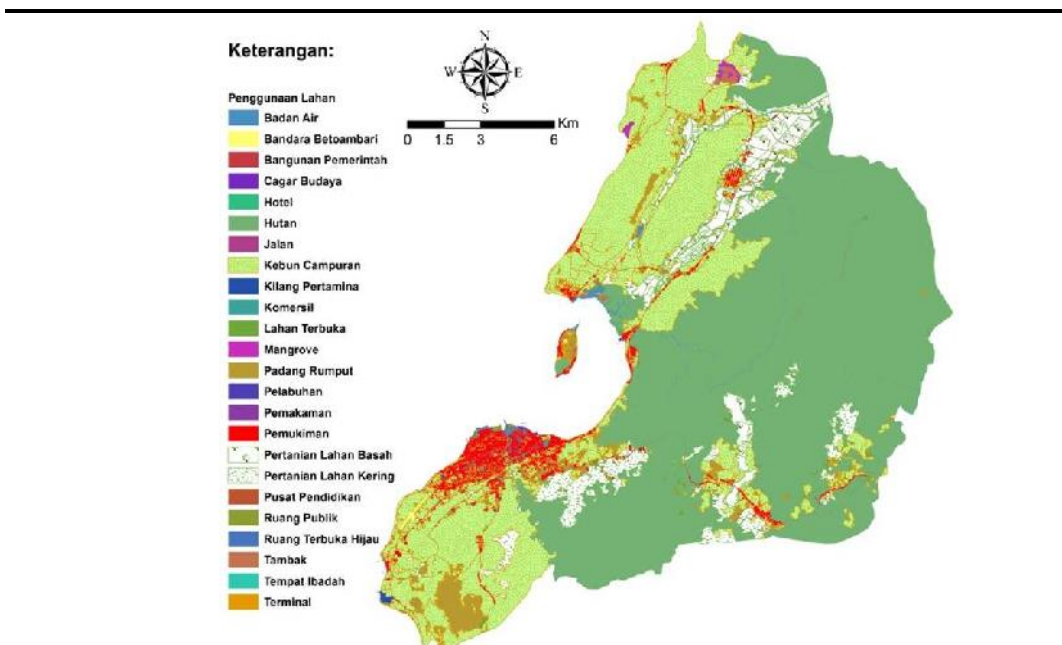 Keterangan:
N
W E
S
Km
0 1.5 3 6
Penggunaan Lahan
Badan Air
Bandara Betoambari
Bangunan Pemerintah
Cagar Budaya
Hotel
Hutan
Jalan
Kebun Campuran
Kilang Pertamina
Komersil
Lahan Terbuka
Mangrove
Padang Rumput
Pelabuhan
Pemakaman
Pemukiman
Pertanian Lahan Basah
Pertanian Lahan Kering
Pusat Pendidikan
Ruang Publik
Ruang Terbuka Hijau
Tambak
Tempat Ibadah
Terminal